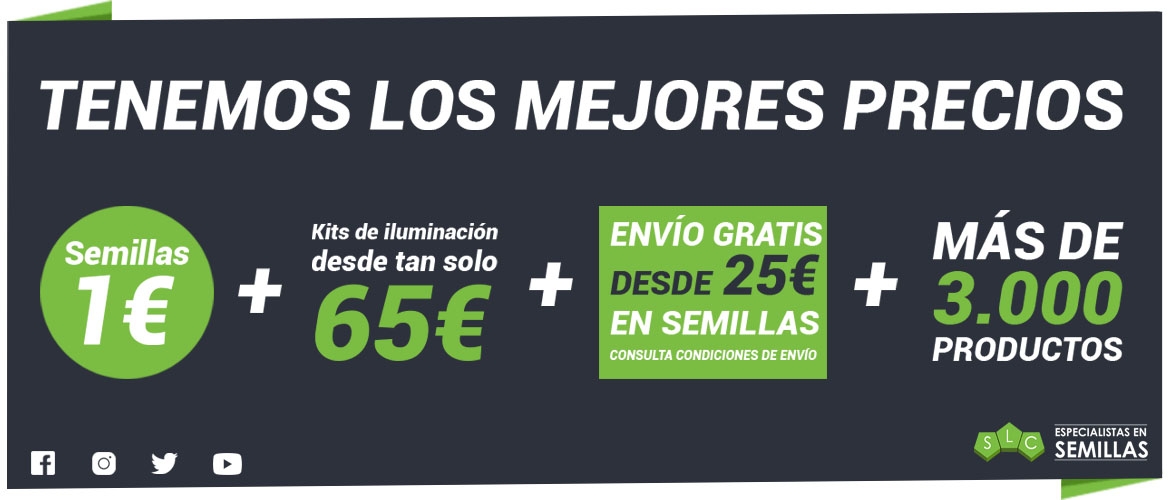 TENEMOS LOS MEJORES PRECIOS
Semillas
1€
+
Kits de iluminación
desde tan solo
65€
+
ENVÍO GRATIS
DESDE 25€
EN SEMILLAS
CONSULTA CONDICIONES DE ENVÍO
+
MÁS DE
3.000
PRODUCTOS
SLC
ESPECIALISTAS EN
SEMILLAS